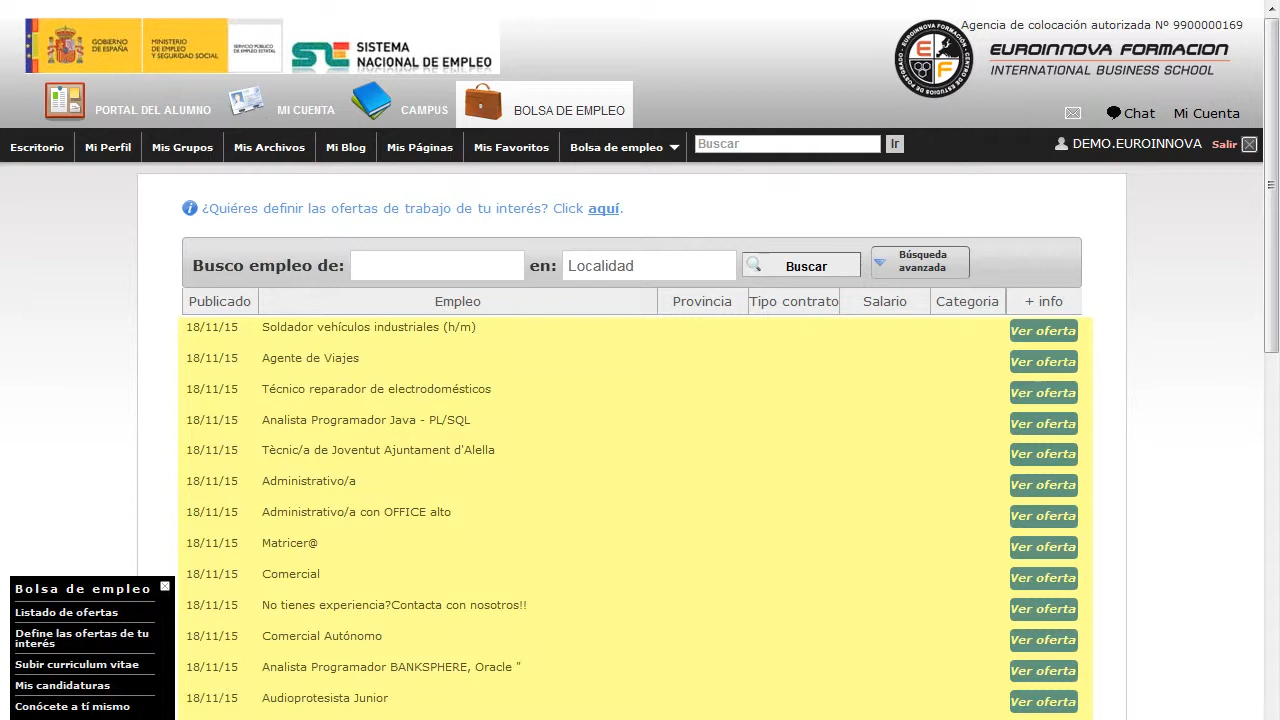 GOBIERNO DE ESPAÑA
MINISTERIO DE EMPLEO Y SEGURIDAD SOCIAL
SERVICIO PÚBLICO DE EMPLEO ESTATAL
SISTEMA NACIONAL DE EMPLEO
Agencia de colocación autorizada Nº 9900000169
EUROINNOVA FORMACION
INTERNATIONAL BUSINESS SCHOOL
PORTAL DEL ALUMNO
MI CUENTA
CAMPUS
BOLSA DE EMPLEO
Chat
Mi Cuenta
Escritorio
Mi Perfil
Mis Grupos
Mis Archivos
Mi Blog
Mis Páginas
Mis Favoritos
Bolsa de empleo
Buscar
Ir
DEMO.EUROINNOVA
Salir
¿Quiéres definir las ofertas de trabajo de tu interés? Click aquí.
Busco empleo de:
en: Localidad
Buscar
Búsqueda avanzada
Publicado Empleo Provincia Tipo contrato Salario Categoria + info
18/11/15 Soldador vehículos industriales (h/m) Ver oferta
18/11/15 Agente de Viajes Ver oferta
18/11/15 Técnico reparador de electrodomésticos Ver oferta
18/11/15 Analista Programador Java - PL/SQL Ver oferta
18/11/15 Tècnic/a de Joventut Ajuntament d'Alella Ver oferta
18/11/15 Administrativo/a Ver oferta
18/11/15 Administrativo/a con OFFICE alto Ver oferta
18/11/15 Matricer@ Ver oferta
18/11/15 Comercial Ver oferta
18/11/15 No tienes experiencia?Contacta con nosotros!! Ver oferta
18/11/15 Comercial Autónomo Ver oferta
18/11/15 Analista Programador BANKSPHERE, Oracle " Ver oferta
18/11/15 Audioprotesista Junior Ver oferta
Bolsa de empleo
Listado de ofertas
Define las ofertas de tu interés
Subir curriculum vitae
Mis candidaturas
Conócete a tí mismo